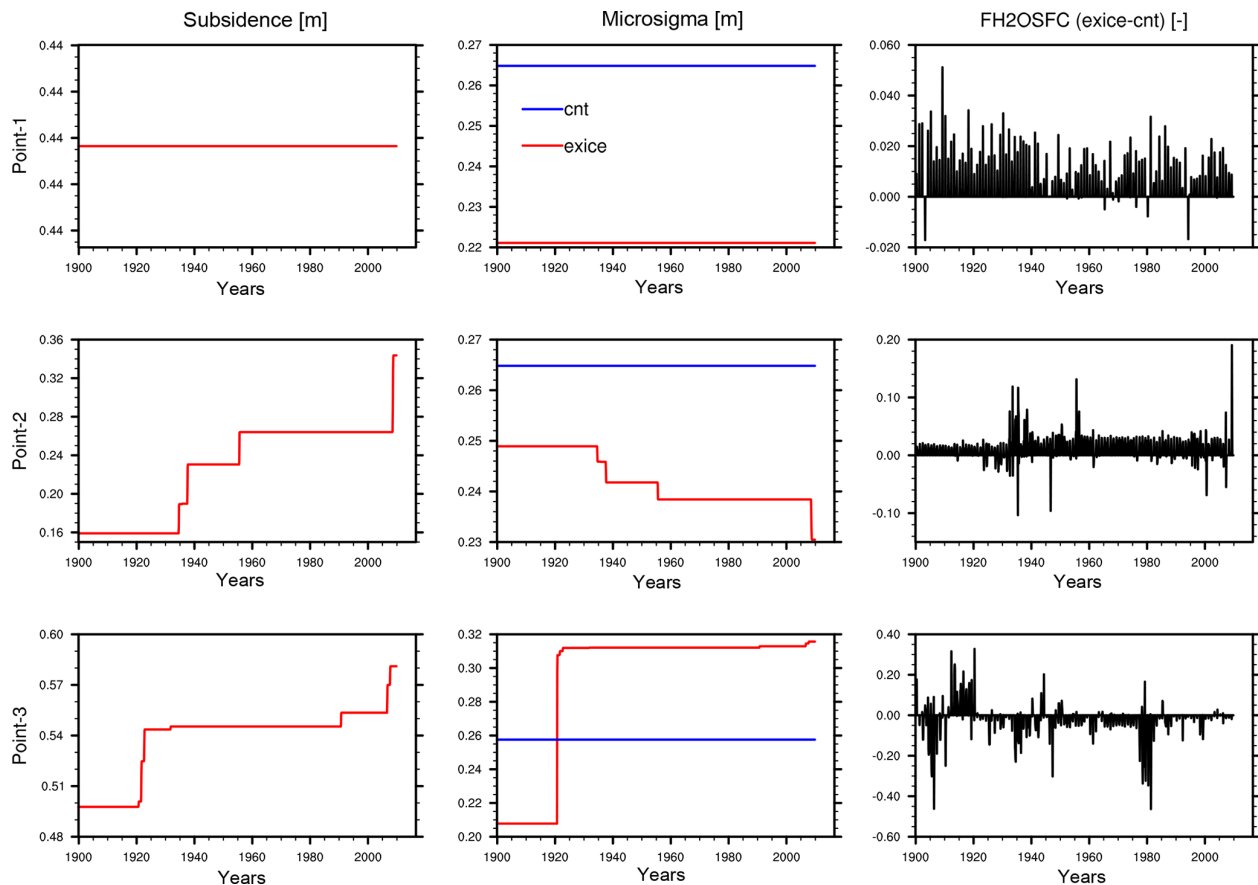 Subsidence [m] Microsigma [m] FH2OSFC (exice-cnt) [-]
Point-1
0.44
0.44
0.44
0.44
0.44
1900 1920 1940 1960 1980 2000
Years
0.27
0.26
0.25
0.24
0.23
0.22
cnt
exice
1900 1920 1940 1960 1980 2000
Years
0.060
0.040
0.020
0.000
-0.020
1900 1920 1940 1960 1980 2000
Years
Point-2
0.36
0.32
0.28
0.24
0.20
0.16
1900 1920 1940 1960 1980 2000
Years
0.27
0.26
0.25
0.24
0.23
1900 1920 1940 1960 1980 2000
Years
0.20
0.10
0.00
-0.10
1900 1920 1940 1960 1980 2000
Years
Point-3
0.60
0.57
0.54
0.51
0.48
1900 1920 1940 1960 1980 2000
Years
0.32
0.30
0.28
0.26
0.24
0.22
0.20
1900 1920 1940 1960 1980 2000
Years
0.40
0.20
0.00
-0.20
-0.40
-0.60
1900 1920 1940 1960 1980 2000
Years